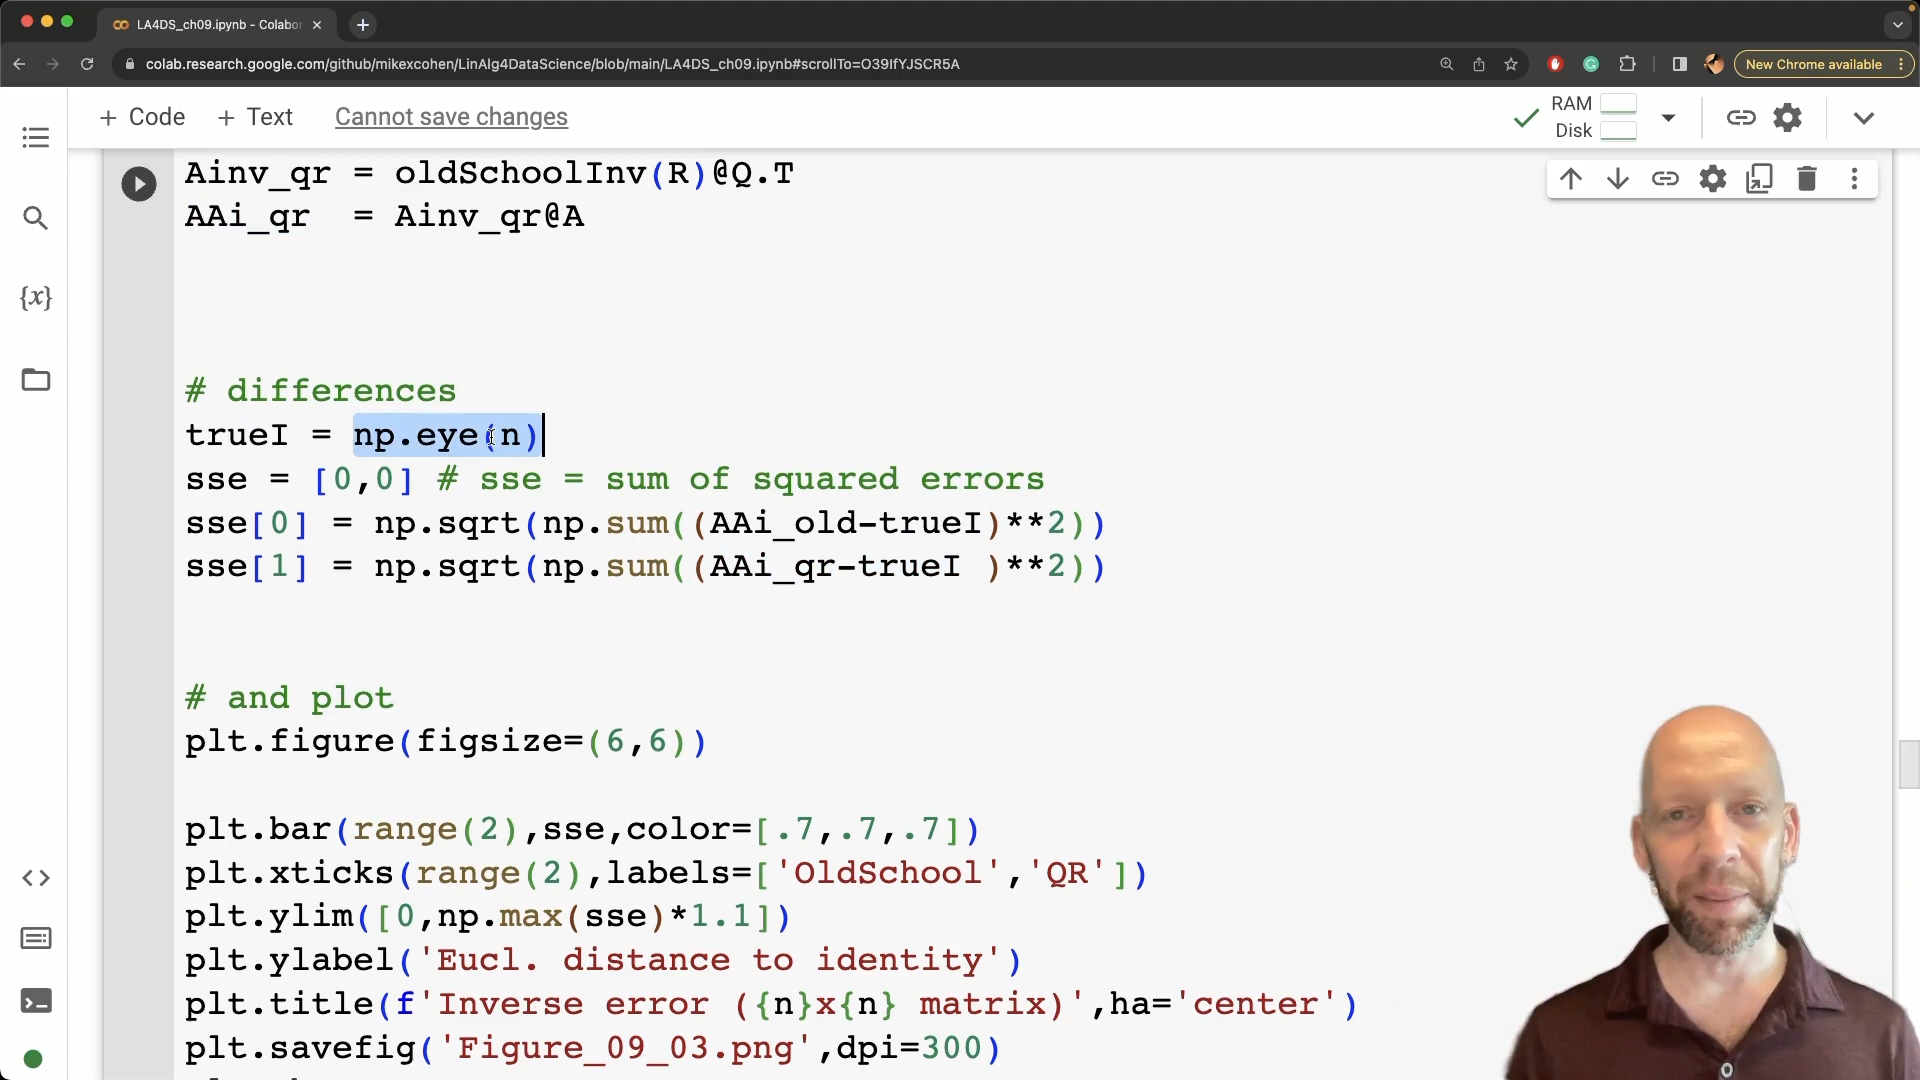 LA4DS_ch09.ipynb - Colabo
colab.research.google.com/github/mikexcohen/LinAlg4DataScience/blob/main/LA4DS_ch09.ipynb#scrollTo=O39IfYJSCR5A
New Chrome available
+ Code + Text Cannot save changes
RAM
Disk
Ainv_qr = oldSchoolInv(R)@Q.T
AAi_qr  = Ainv_qr@A
# differences
trueI = np.eye(n)
sse = [0,0] # sse = sum of squared errors
sse[0] = np.sqrt(np.sum((AAi_old-trueI)**2))
sse[1] = np.sqrt(np.sum((AAi_qr-trueI )**2))
# and plot
plt.figure(figsize=(6,6))
plt.bar(range(2),sse,color=[.7,.7,.7])
plt.xticks(range(2),labels=['OldSchool','QR'])
plt.ylim([0,np.max(sse)*1.1])
plt.ylabel('Eucl. distance to identity')
plt.title(f'Inverse error ({n}x{n} matrix)',ha='center')
plt.savefig('Figure_09_03.png',dpi=300)